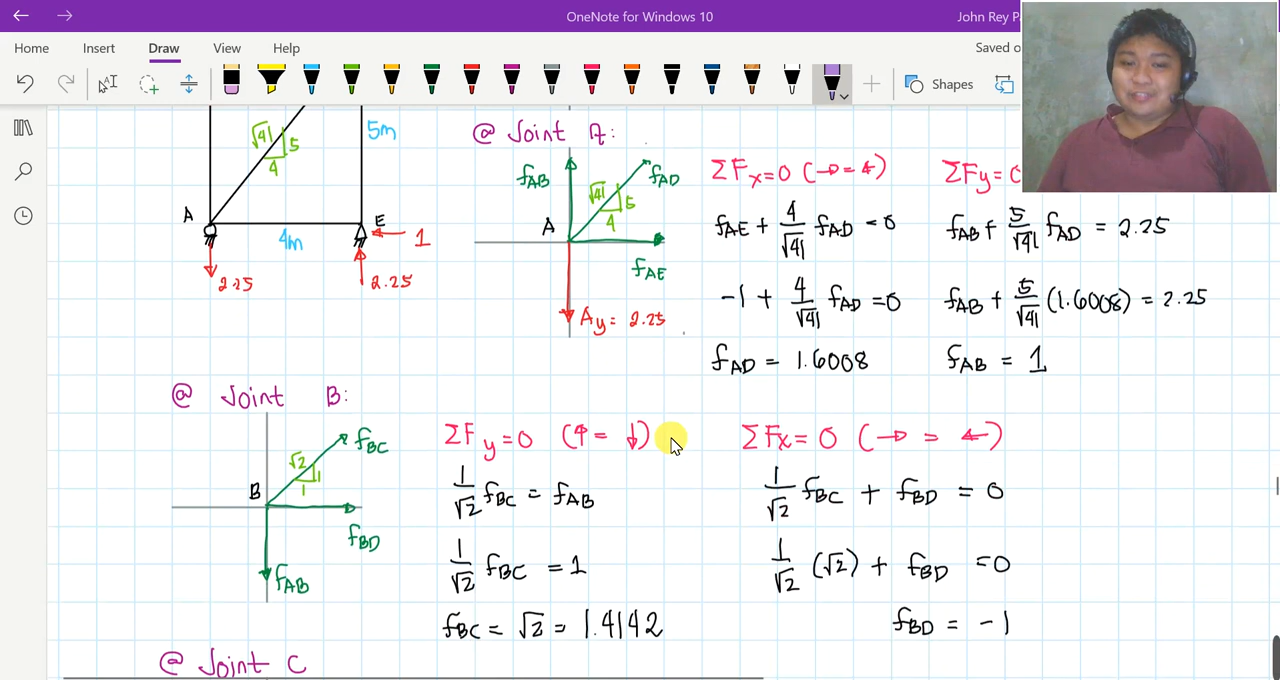 OneNote for Windows 10
John Rey P
Home Insert Draw View Help
Saved o
Shapes
√41 5
4
5m
A
E
4m
1
2.25
2.25
@ Joint A:
fAB
fAD
√41 5
4
A
fAE
Ay = 2.25
ΣFx=0 (→=←)
fAE + 4/√41 fAD = 0
-1 + 4/√41 fAD = 0
fAD = 1.6008
ΣFy=0
fAB + 5/√41 fAD = 2.25
fAB + 5/√41 (1.6008) = 2.25
fAB = 1
@ Joint B:
fBC
√2 1
1
B
fBD
fAB
ΣFy=0 (↑=↓)
1/√2 fBC = fAB
1/√2 fBC = 1
fBC = √2 = 1.4142
ΣFx=0 (→=←)
1/√2 fBC + fBD = 0
1/√2 (√2) + fBD = 0
fBD = -1
@ Joint C